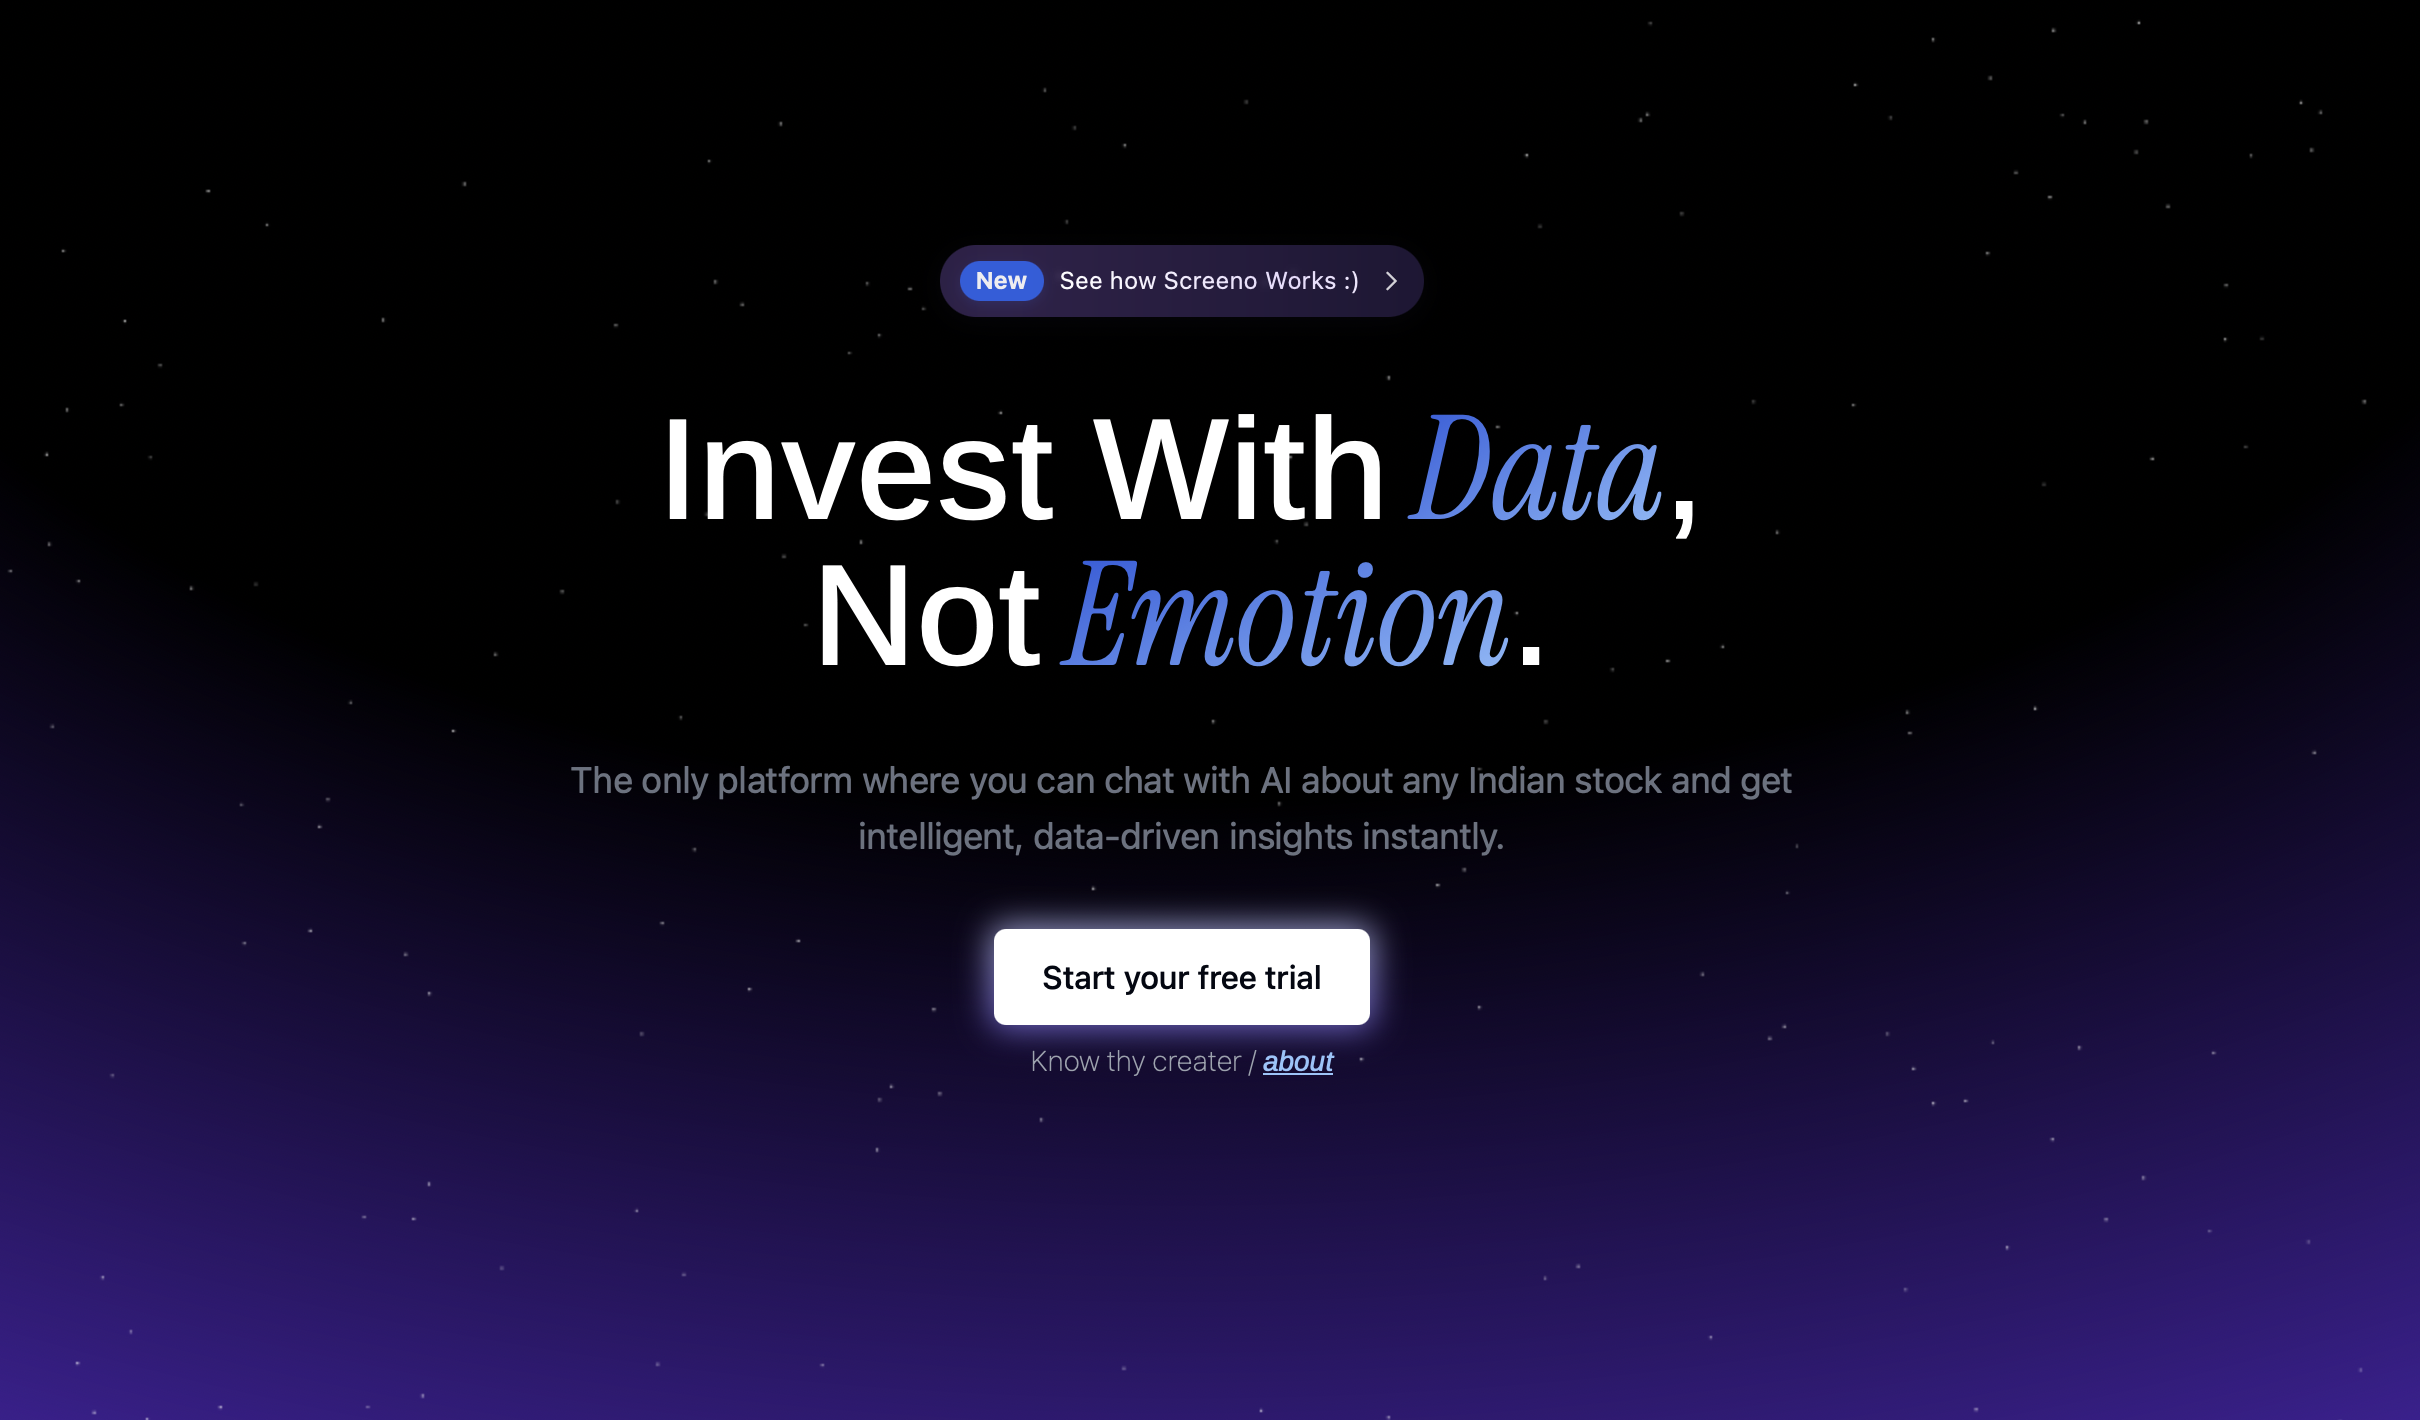 New See how Screeno Works :)
Invest With Data,
Not Emotion.
The only platform where you can chat with AI about any Indian stock and get
intelligent, data-driven insights instantly.
Start your free trial
Know thy creater / about